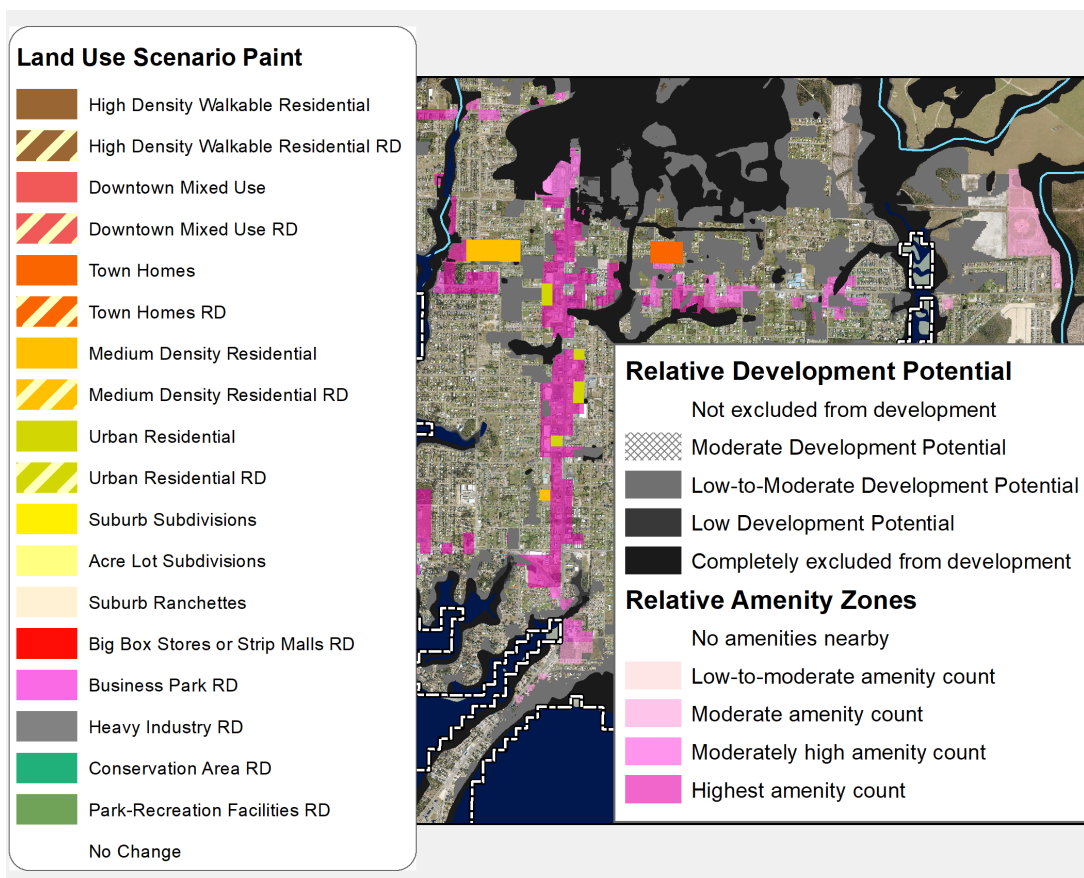 Land Use Scenario Paint
High Density Walkable Residential
High Density Walkable Residential RD
Downtown Mixed Use
Downtown Mixed Use RD
Town Homes
Town Homes RD
Medium Density Residential
Medium Density Residential RD
Urban Residential
Urban Residential RD
Suburb Subdivisions
Acre Lot Subdivisions
Suburb Ranchettes
Big Box Stores or Strip Malls RD
Business Park RD
Heavy Industry RD
Conservation Area RD
Park-Recreation Facilities RD
No Change
Relative Development Potential
Not excluded from development
Moderate Development Potential
Low-to-Moderate Development Potential
Low Development Potential
Completely excluded from development
Relative Amenity Zones
No amenities nearby
Low-to-moderate amenity count
Moderate amenity count
Moderately high amenity count
Highest amenity count